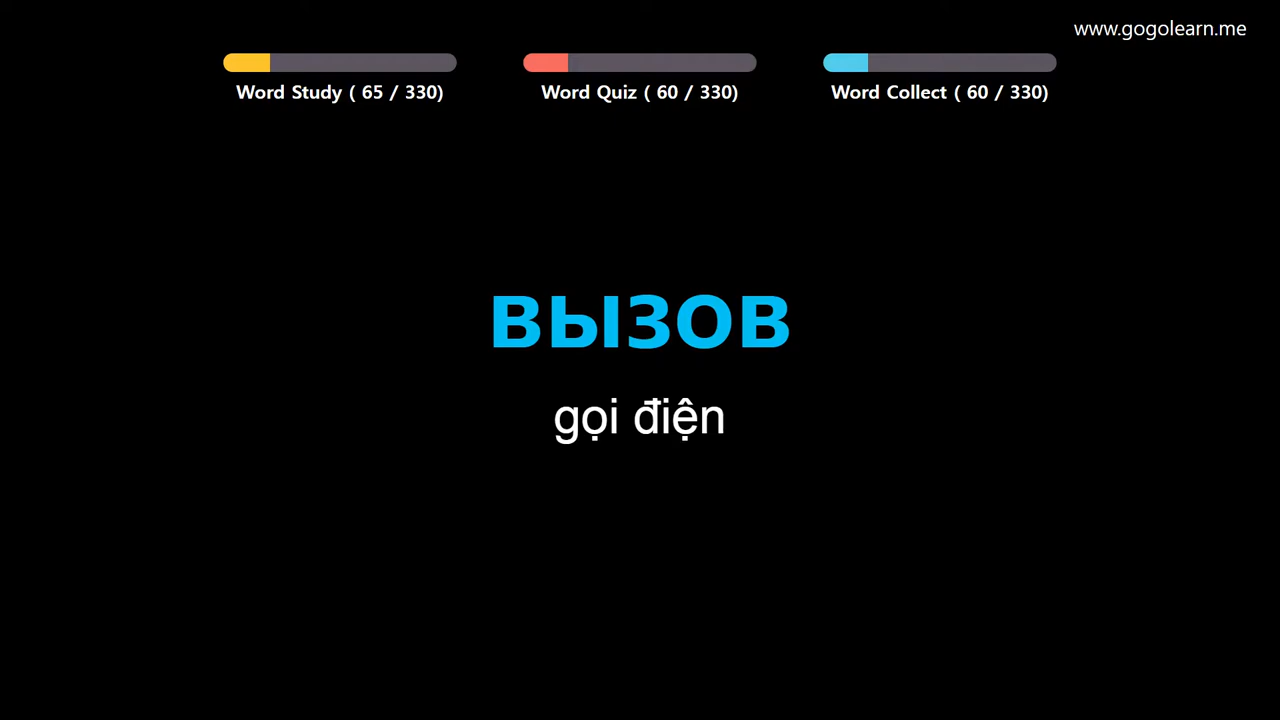 www.gogolearn.me
Word Study ( 65 / 330)
Word Quiz ( 60 / 330)
Word Collect ( 60 / 330)
вызов
gọi điện